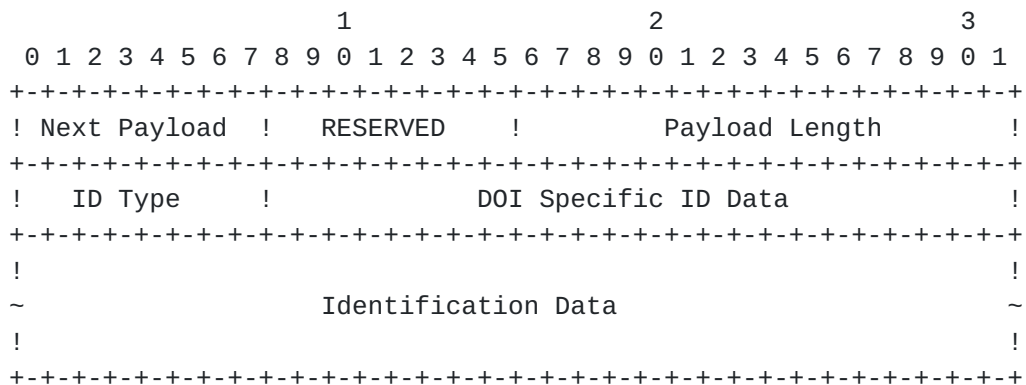 1                   2                   3
 0 1 2 3 4 5 6 7 8 9 0 1 2 3 4 5 6 7 8 9 0 1 2 3 4 5 6 7 8 9 0 1
+-+-+-+-+-+-+-+-+-+-+-+-+-+-+-+-+-+-+-+-+-+-+-+-+-+-+-+-+-+-+-+-+
! Next Payload  !   RESERVED    !         Payload Length        !
+-+-+-+-+-+-+-+-+-+-+-+-+-+-+-+-+-+-+-+-+-+-+-+-+-+-+-+-+-+-+-+-+
!   ID Type     !             DOI Specific ID Data              !
+-+-+-+-+-+-+-+-+-+-+-+-+-+-+-+-+-+-+-+-+-+-+-+-+-+-+-+-+-+-+-+-+
!                                                               !
~                   Identification Data                         ~
!                                                               !
+-+-+-+-+-+-+-+-+-+-+-+-+-+-+-+-+-+-+-+-+-+-+-+-+-+-+-+-+-+-+-+-+